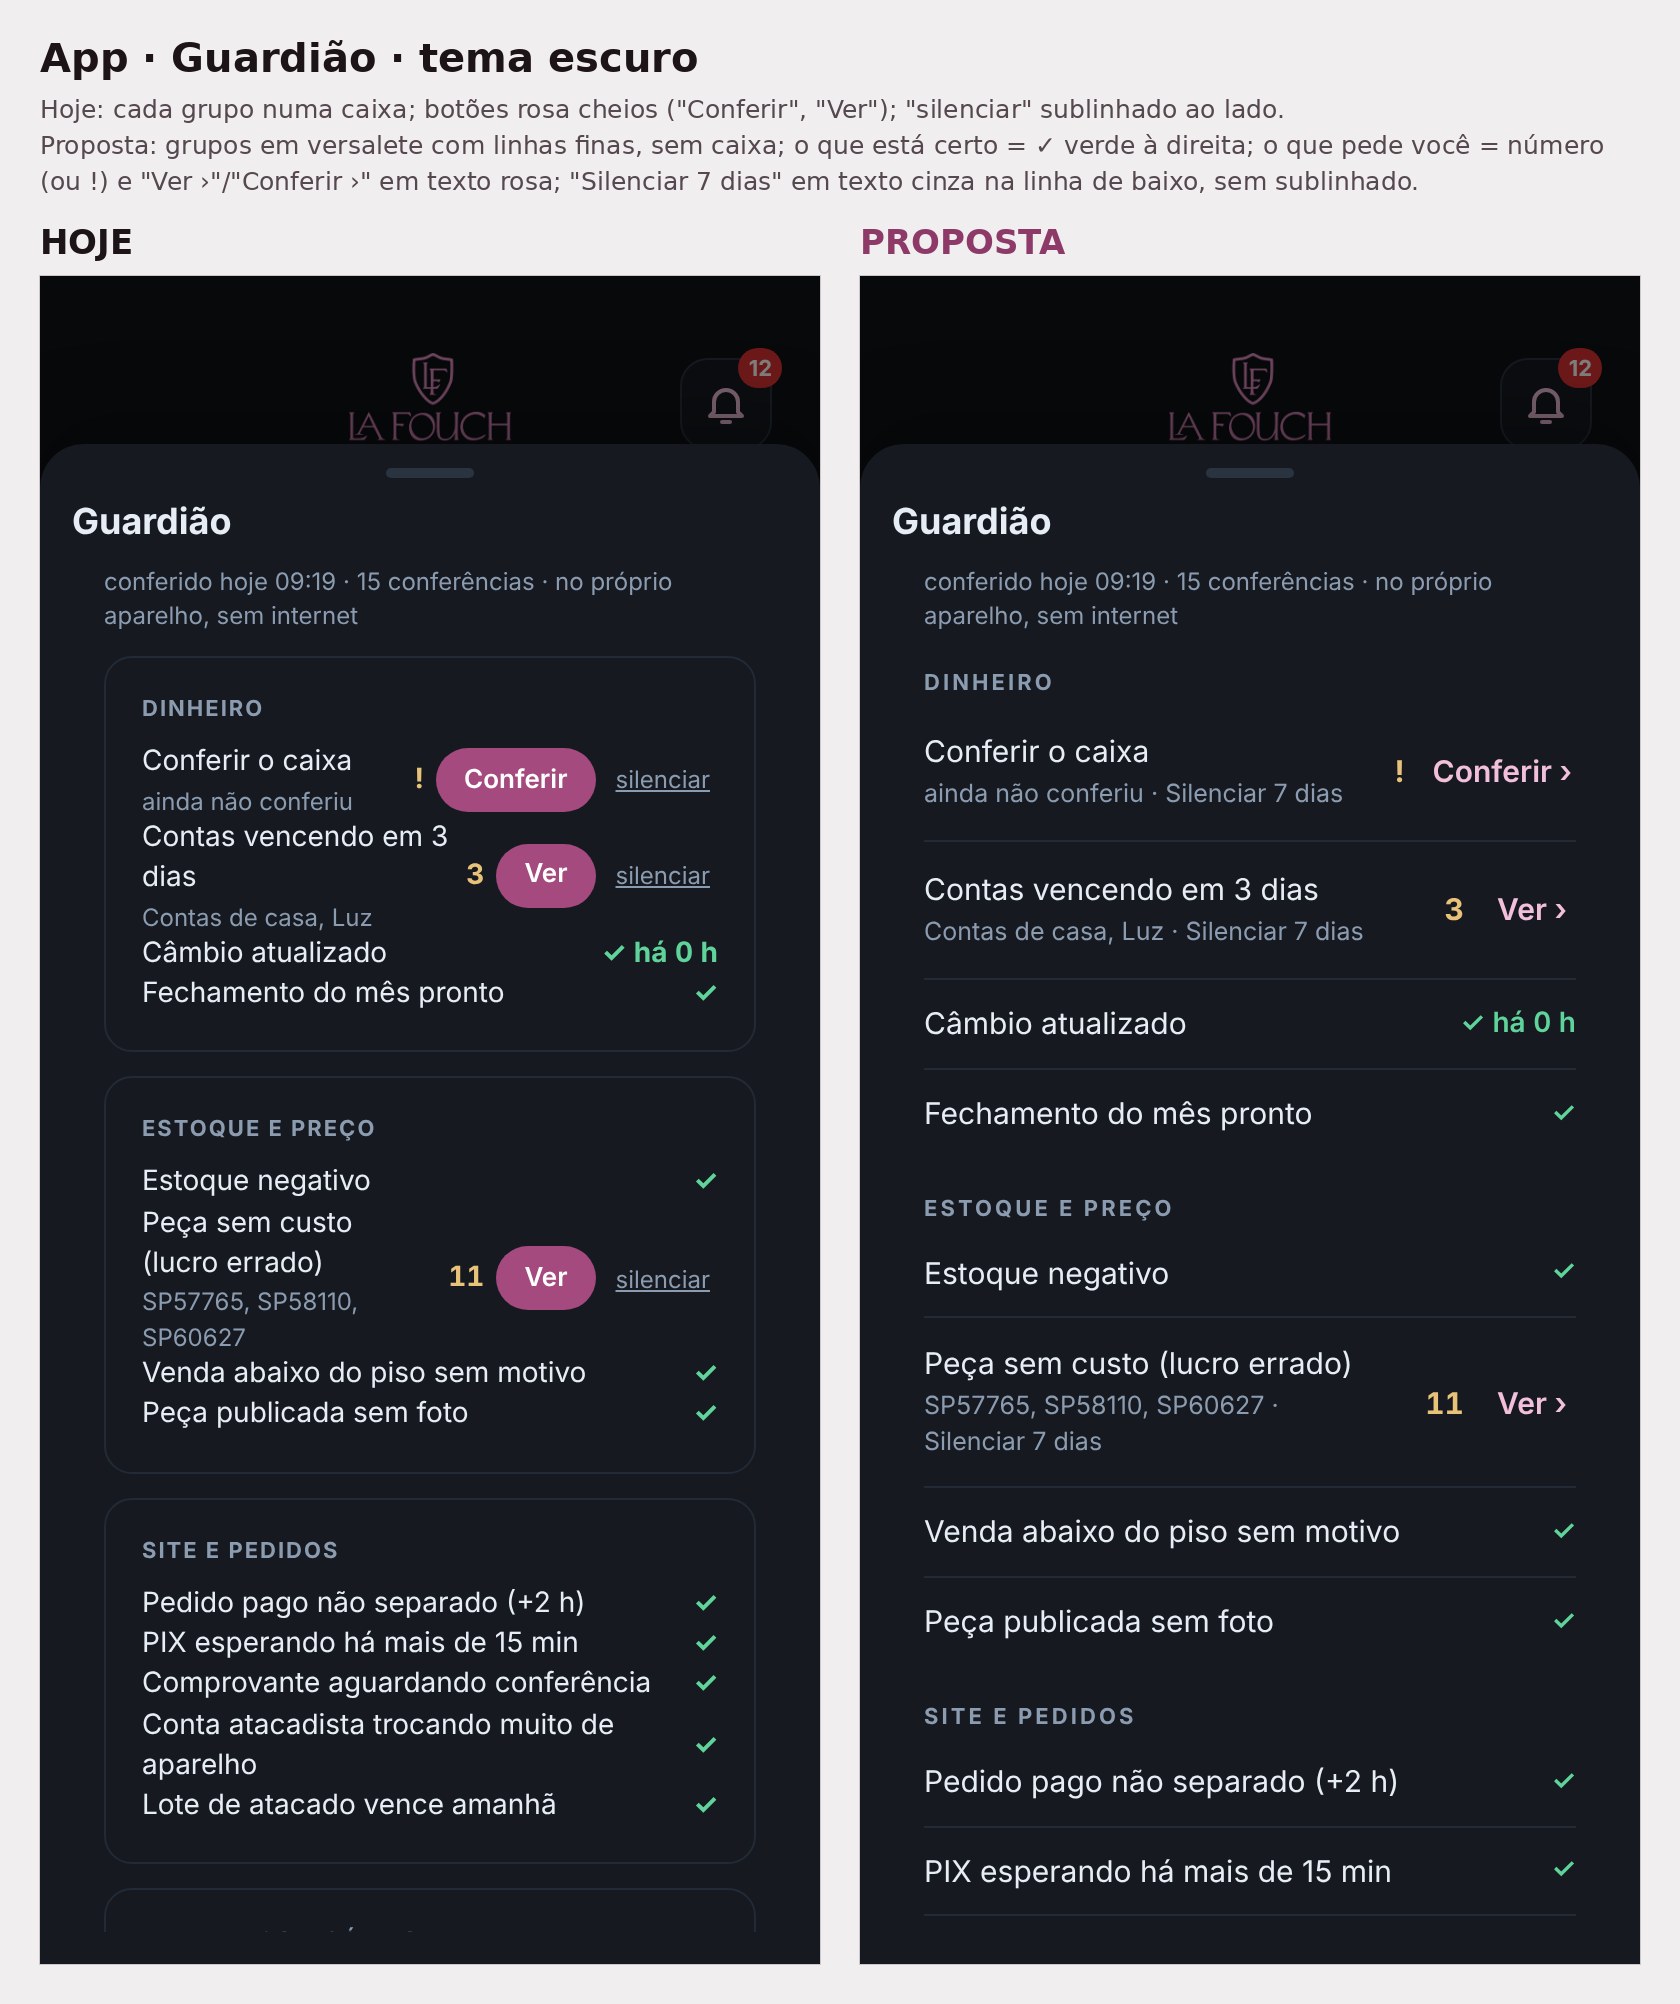 App · Guardião · tema escuro
Hoje: cada grupo numa caixa; botões rosa cheios ("Conferir", "Ver"); "silenciar" sublinhado ao lado.
Proposta: grupos em versalete com linhas finas, sem caixa; o que está certo = ✓ verde à direita; o que pede você = número
(ou !) e "Ver ›"/"Conferir ›" em texto rosa; "Silenciar 7 dias" em texto cinza na linha de baixo, sem sublinhado.
HOJE
LF
LA FOUCH
12
Guardião
conferido hoje 09:19 · 15 conferências · no próprio
aparelho, sem internet
DINHEIRO
Conferir o caixa
ainda não conferiu
! Conferir silenciar
Contas vencendo em 3
dias
Contas de casa, Luz
3 Ver silenciar
Câmbio atualizado ✓ há 0 h
Fechamento do mês pronto ✓
ESTOQUE E PREÇO
Estoque negativo ✓
Peça sem custo
(lucro errado)
SP57765, SP58110,
SP60627
11 Ver silenciar
Venda abaixo do piso sem motivo ✓
Peça publicada sem foto ✓
SITE E PEDIDOS
Pedido pago não separado (+2 h) ✓
PIX esperando há mais de 15 min ✓
Comprovante aguardando conferência ✓
Conta atacadista trocando muito de
aparelho ✓
Lote de atacado vence amanhã ✓
PROPOSTA
LF
LA FOUCH
12
Guardião
conferido hoje 09:19 · 15 conferências · no próprio
aparelho, sem internet
DINHEIRO
Conferir o caixa
ainda não conferiu · Silenciar 7 dias
! Conferir ›
Contas vencendo em 3 dias
Contas de casa, Luz · Silenciar 7 dias
3 Ver ›
Câmbio atualizado ✓ há 0 h
Fechamento do mês pronto ✓
ESTOQUE E PREÇO
Estoque negativo ✓
Peça sem custo (lucro errado)
SP57765, SP58110, SP60627 ·
Silenciar 7 dias
11 Ver ›
Venda abaixo do piso sem motivo ✓
Peça publicada sem foto ✓
SITE E PEDIDOS
Pedido pago não separado (+2 h) ✓
PIX esperando há mais de 15 min ✓